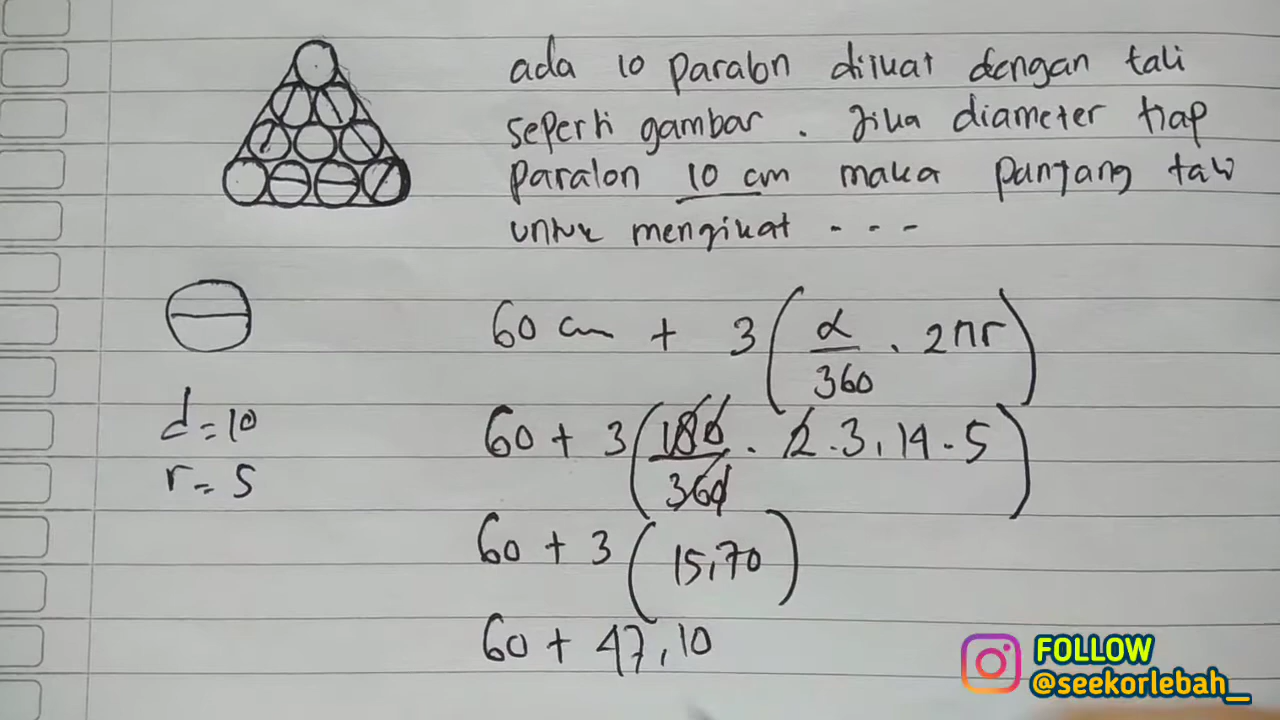 ada 10 paralon diikat dengan tali
seperti gambar . Jika diameter tiap
paralon 10 cm maka panjang tali
untuk mengikat - - -
60 cm + 3 ( α/360 . 2πr )
d = 10
r = 5
60 + 3 ( 180/360 . 2 . 3,14 . 5 )
60 + 3 ( 15,70 )
60 + 47,10
FOLLOW
@seekorlebah_